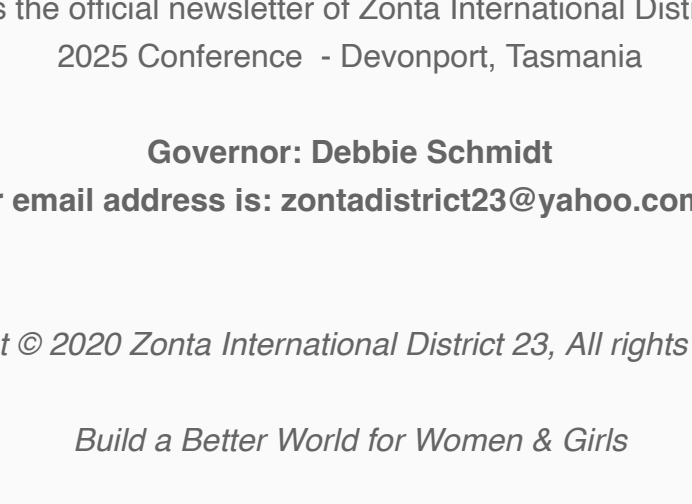 s the official newsletter of Zonta International Distr
2025 Conference - Devonport, Tasmania
Governor: Debbie Schmidt
r email address is: zontadistrict23@yahoo.com
t © 2020 Zonta International District 23, All rights
Build a Better World for Women & Girls